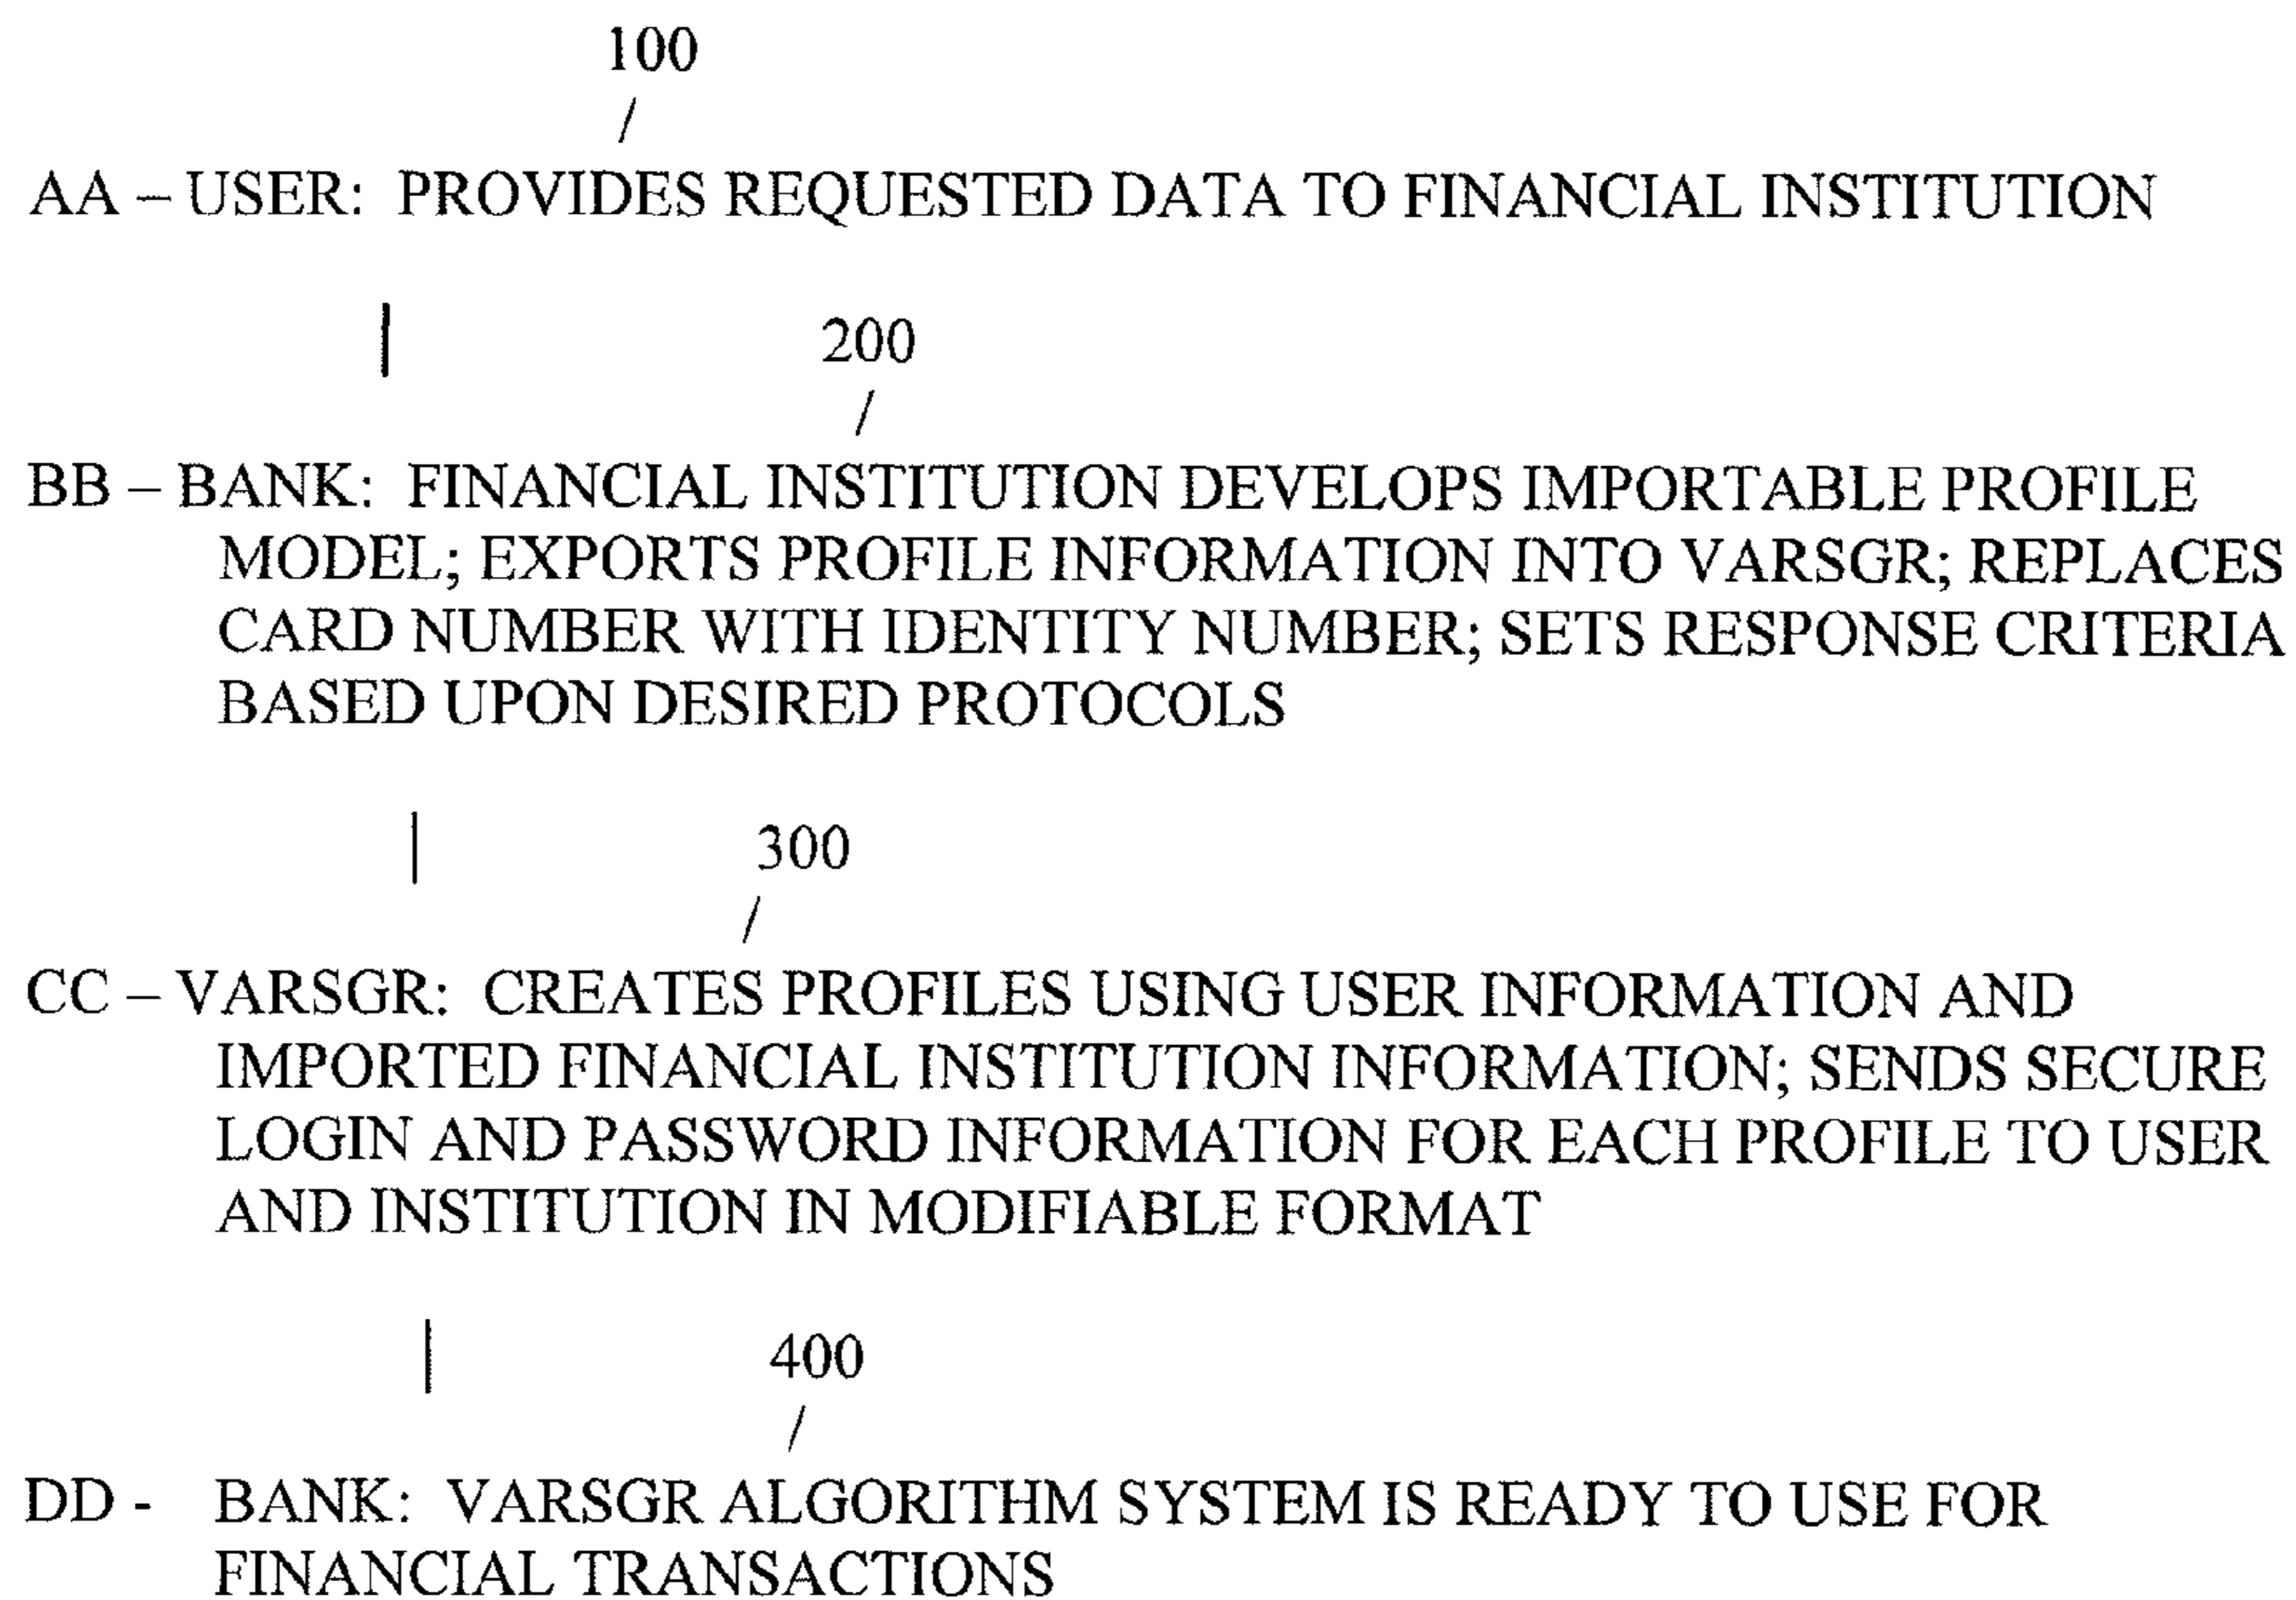 100
AA – USER: PROVIDES REQUESTED DATA TO FINANCIAL INSTITUTION
200
BB – BANK: FINANCIAL INSTITUTION DEVELOPS IMPORTABLE PROFILE
MODEL; EXPORTS PROFILE INFORMATION INTO VARSGR; REPLACES
CARD NUMBER WITH IDENTITY NUMBER; SETS RESPONSE CRITERIA
BASED UPON DESIRED PROTOCOLS
300
CC – VARSGR: CREATES PROFILES USING USER INFORMATION AND
IMPORTED FINANCIAL INSTITUTION INFORMATION; SENDS SECURE
LOGIN AND PASSWORD INFORMATION FOR EACH PROFILE TO USER
AND INSTITUTION IN MODIFIABLE FORMAT
400
DD - BANK: VARSGR ALGORITHM SYSTEM IS READY TO USE FOR
FINANCIAL TRANSACTIONS